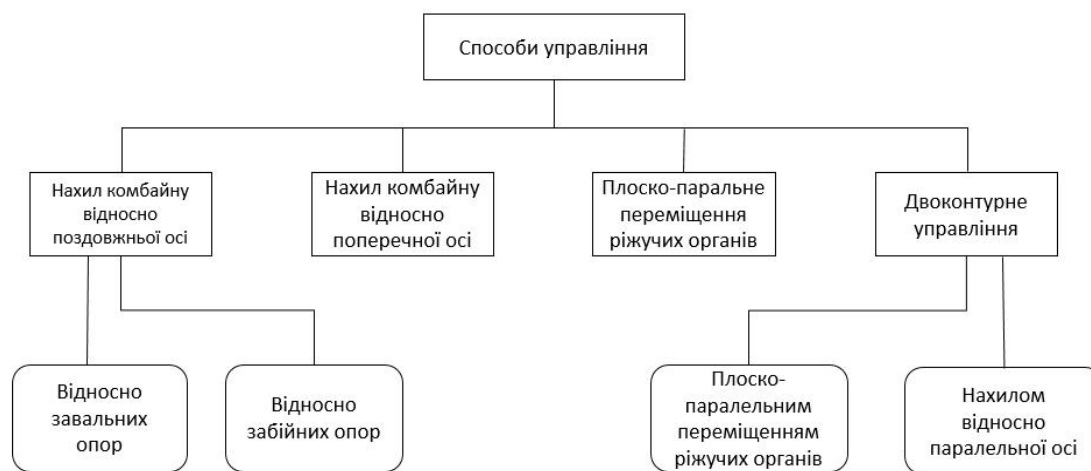 Способи управління
Нахил комбайну
відносно
поздовжньої осі
Нахил комбайну
відносно
поперечної осі
Плоско-паральне
переміщення
ріжучих органів
Двоконтурне
управління
Відносно
завальних
опор
Відносно
забійних опор
Плоско-
паралельним
переміщенням
ріжучих органів
Нахилом
відносно
паралельної осі